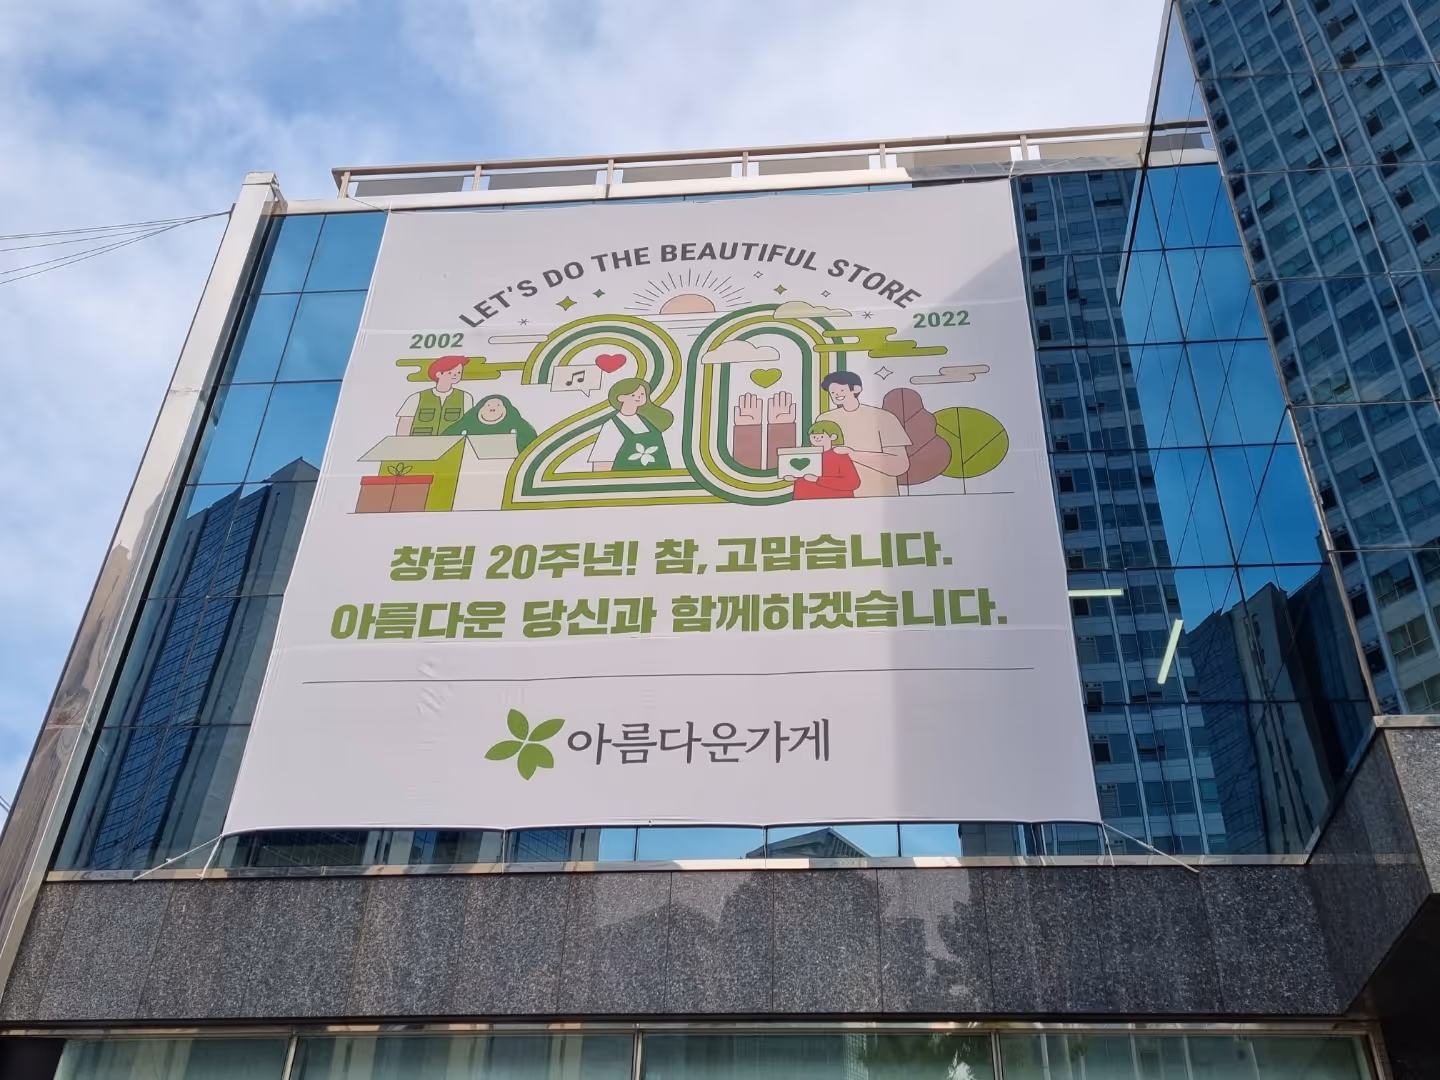 LET'S DO THE BEAUTIFUL STORE
2002
2022
20
창립 20주년! 참, 고맙습니다.
아름다운 당신과 함께하겠습니다.
아름다운가게